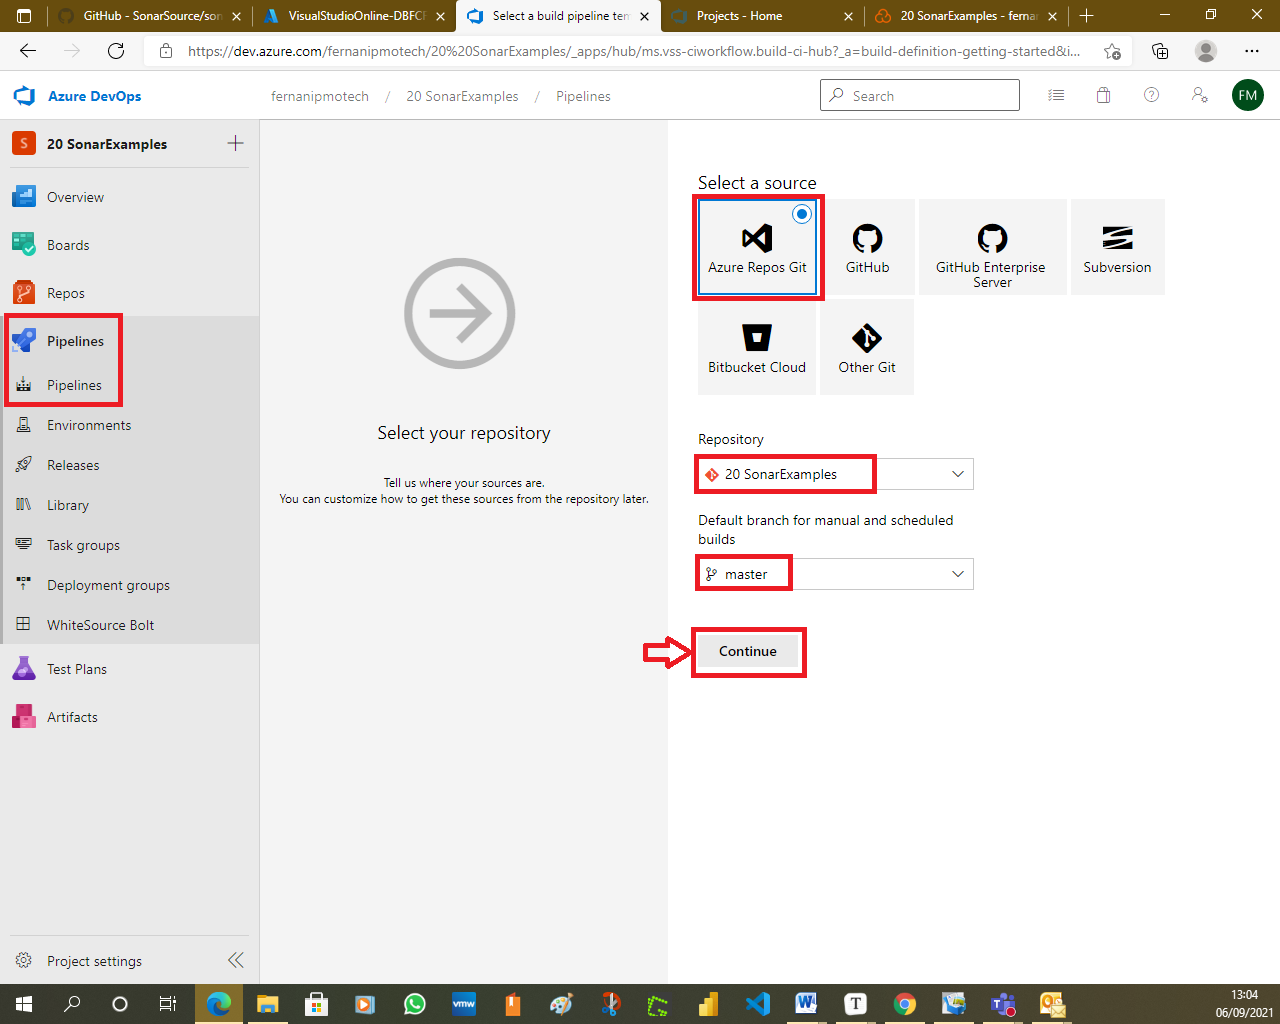 GitHub - SonarSource/son
VisualStudioOnline-DBFCF
Select a build pipeline tem
Projects - Home
20 SonarExamples - fernan
https://dev.azure.com/fernanipmotech/20%20SonarExamples/_apps/hub/ms.vss-ciworkflow.build-ci-hub?_a=build-definition-getting-started&i...
Azure DevOps
fernanipmotech / 20 SonarExamples / Pipelines
Search
FM
S
20 SonarExamples
Overview
Boards
Repos
Pipelines
Pipelines
Environments
Releases
Library
Task groups
Deployment groups
WhiteSource Bolt
Test Plans
Artifacts
Project settings
Select your repository
Tell us where your sources are.
You can customize how to get these sources from the repository later.
Select a source
Azure Repos Git
GitHub
GitHub Enterprise
Server
Subversion
Bitbucket Cloud
Other Git
Repository
20 SonarExamples
Default branch for manual and scheduled
builds
master
Continue
vmw
W
T
13:04
06/09/2021